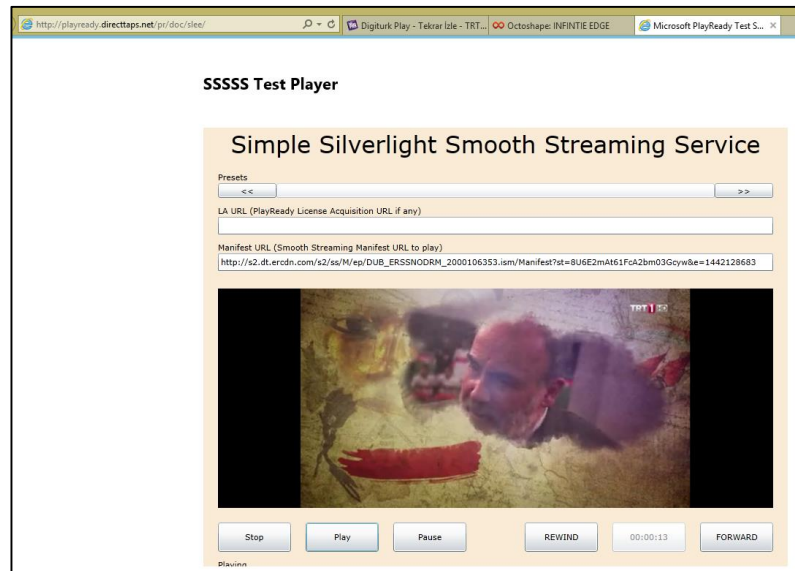 http://playready.directtaps.net/pr/doc/slee/
Digiturk Play - Tekrar İzle - TRT...
Octoshape: INFINTIE EDGE
Microsoft PlayReady Test S...
SSSSS Test Player
Simple Silverlight Smooth Streaming Service
Presets
<< >>
LA URL (PlayReady License Acquisition URL if any)
Manifest URL (Smooth Streaming Manifest URL to play)
http://s2.dt.ercdn.com/s2/ss/M/ep/DUB_ERSSNODRM_2000106353.ism/Manifest?st=8U6E2mAt61FcA2bm03Gcyw&e=1442128683
TRT 1
Stop Play Pause REWIND 00:00:13 FORWARD
Playing